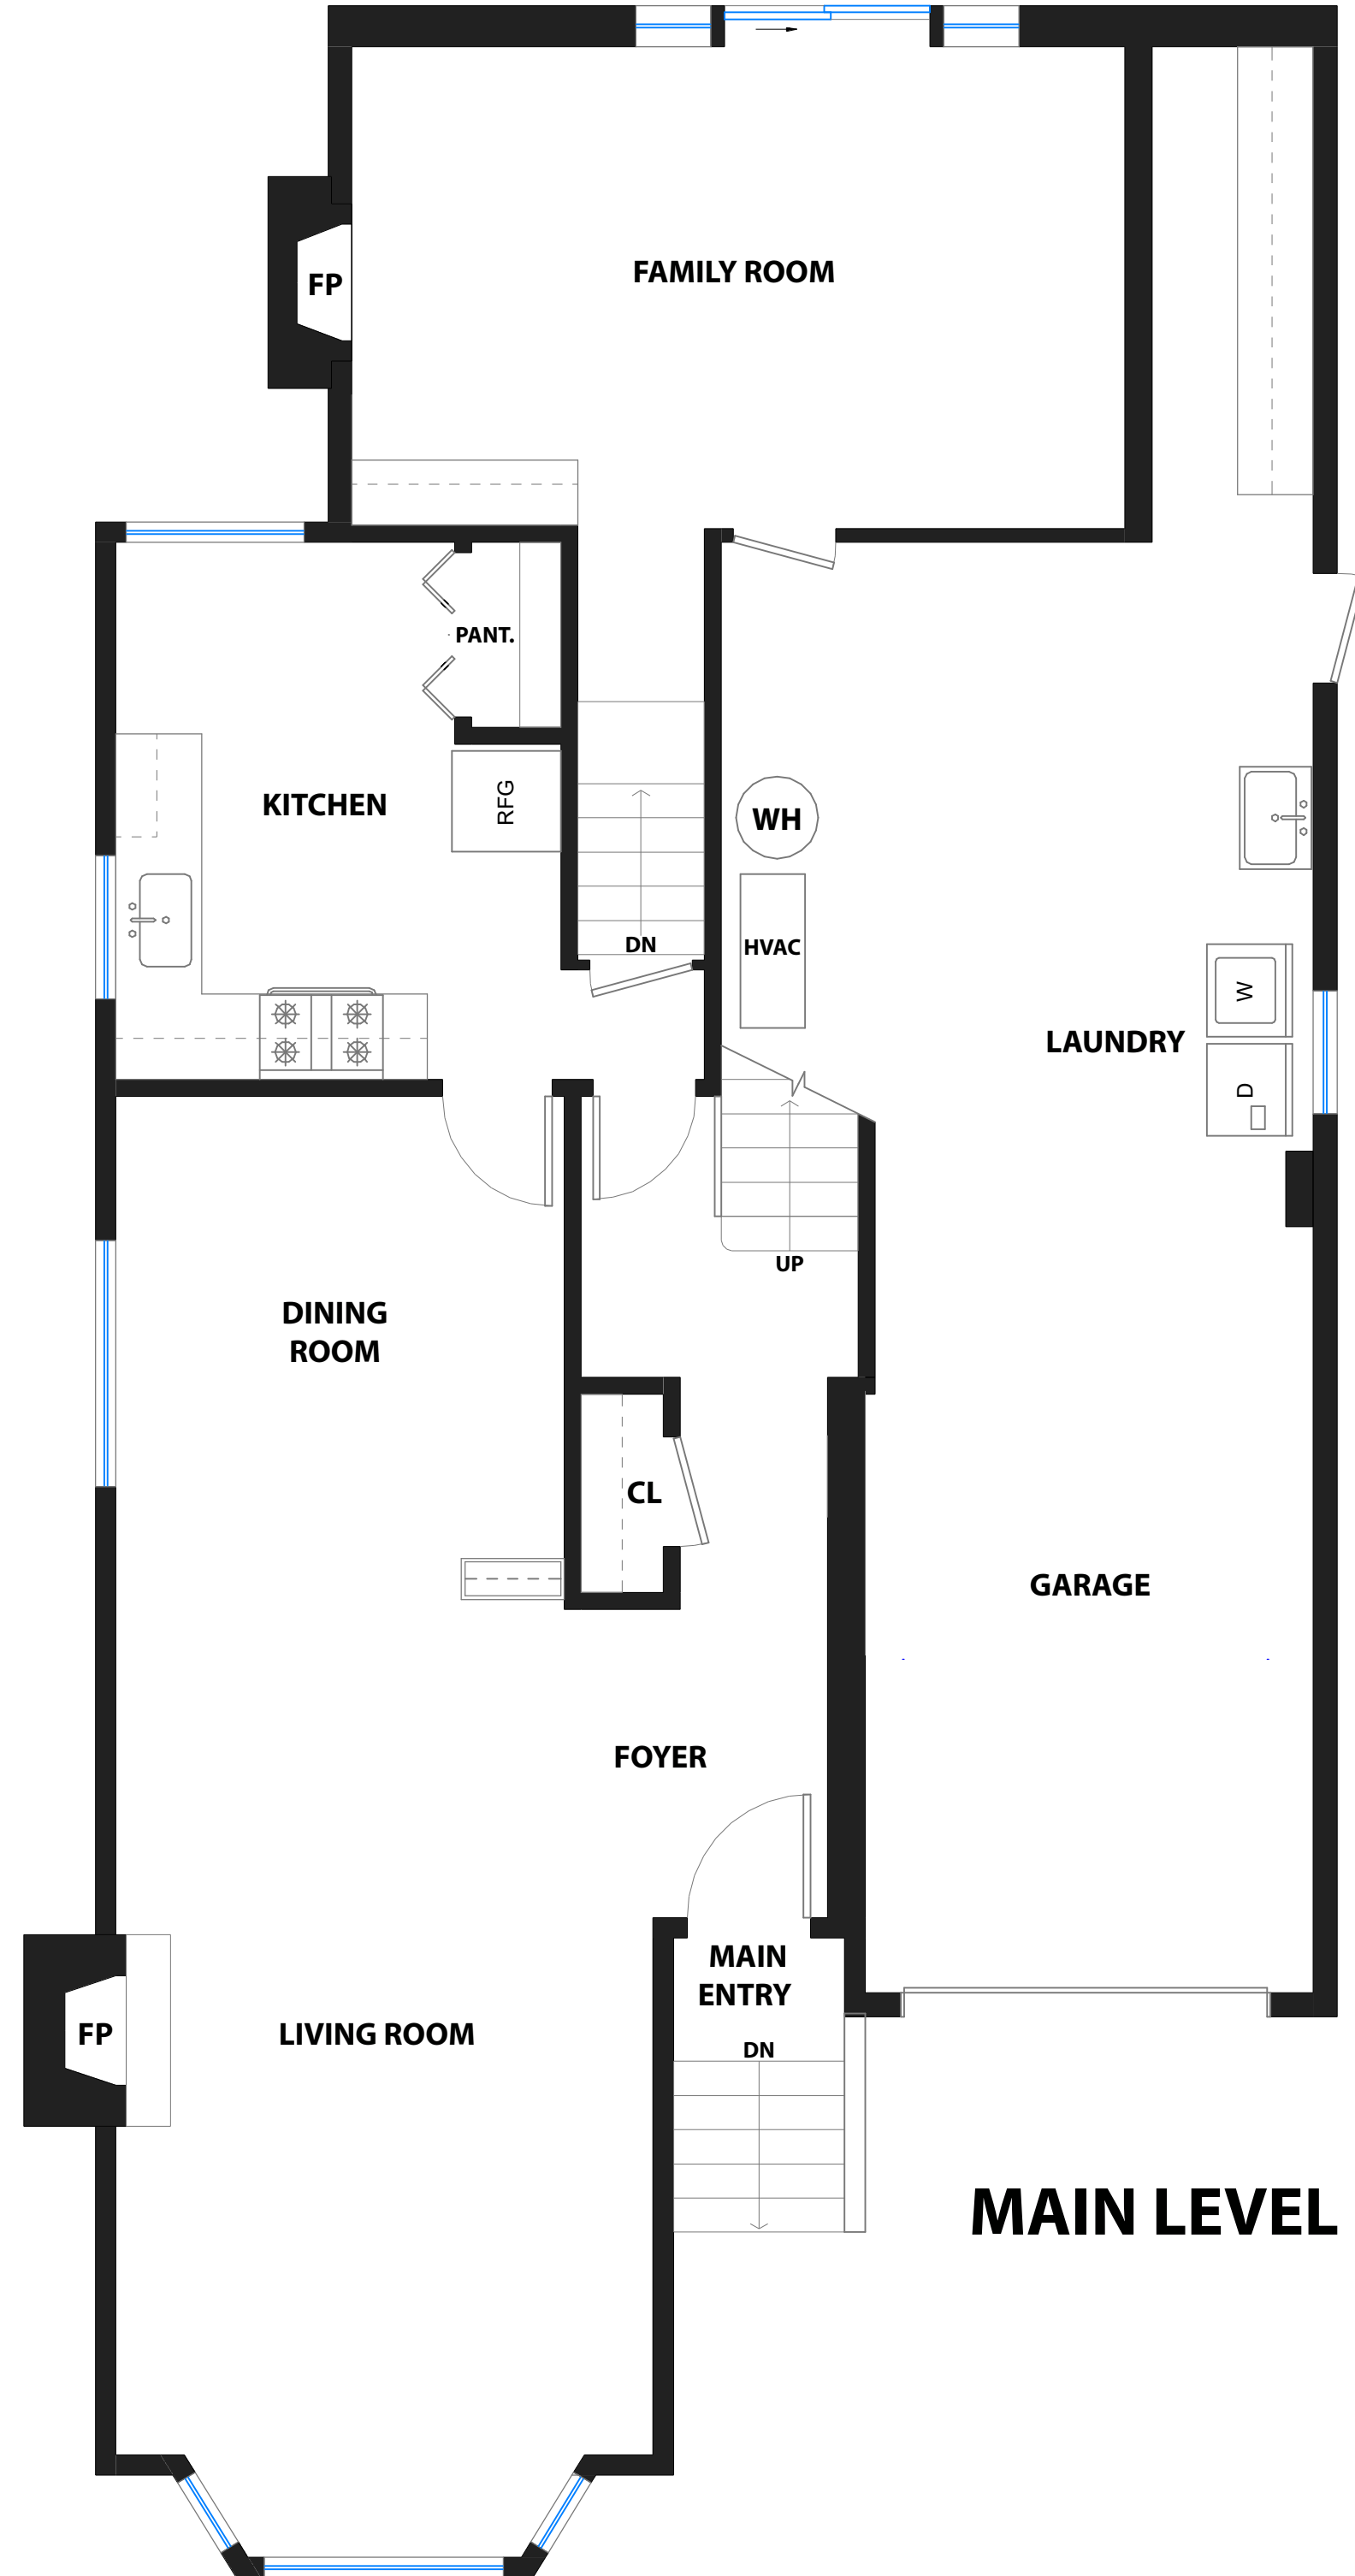 FAMILY ROOM
FP
PANT.
KITCHEN
RFG
WH
DN
HVAC
W
LAUNDRY
D
UP
DINING
ROOM
CL
GARAGE
FOYER
MAIN
ENTRY
FP
LIVING ROOM
DN
MAIN LEVEL